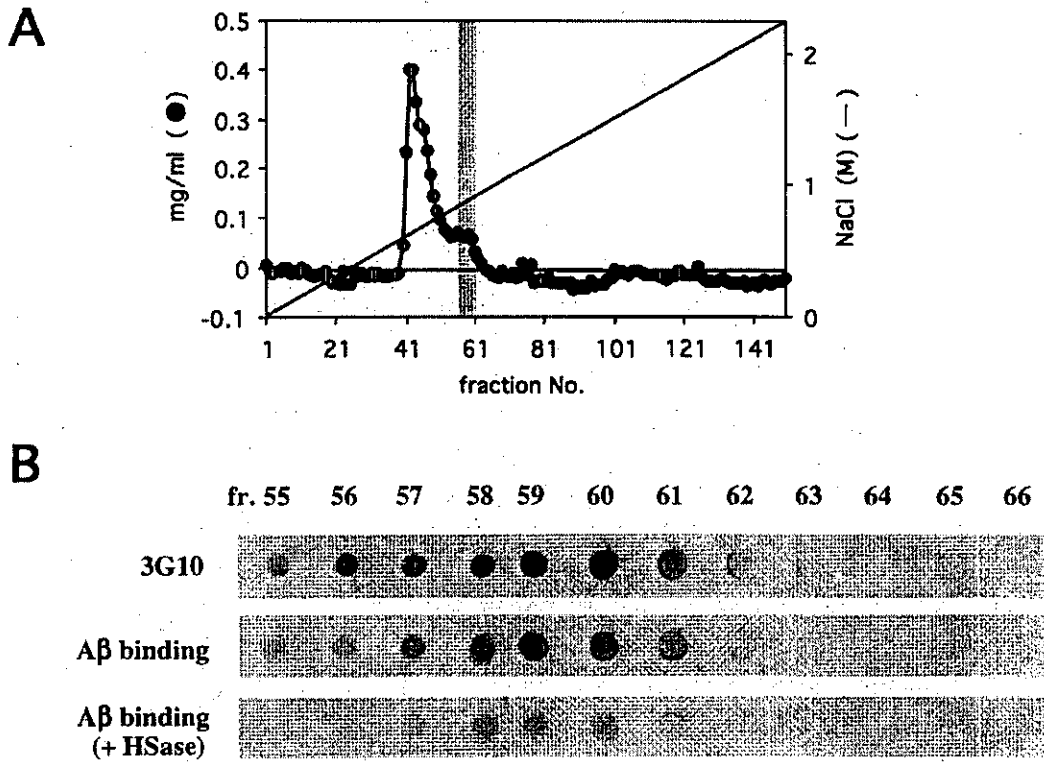 A
mg/ml (●)
0.5
0.4
0.3
0.2
0.1
0
-0.1
2
1
0
NaCl (M) (—)
1 21 41 61 81 101 121 141
fraction No.
B
fr. 55 56 57 58 59 60 61 62 63 64 65 66
3G10
Aβ binding
Aβ binding
(+ HSase)